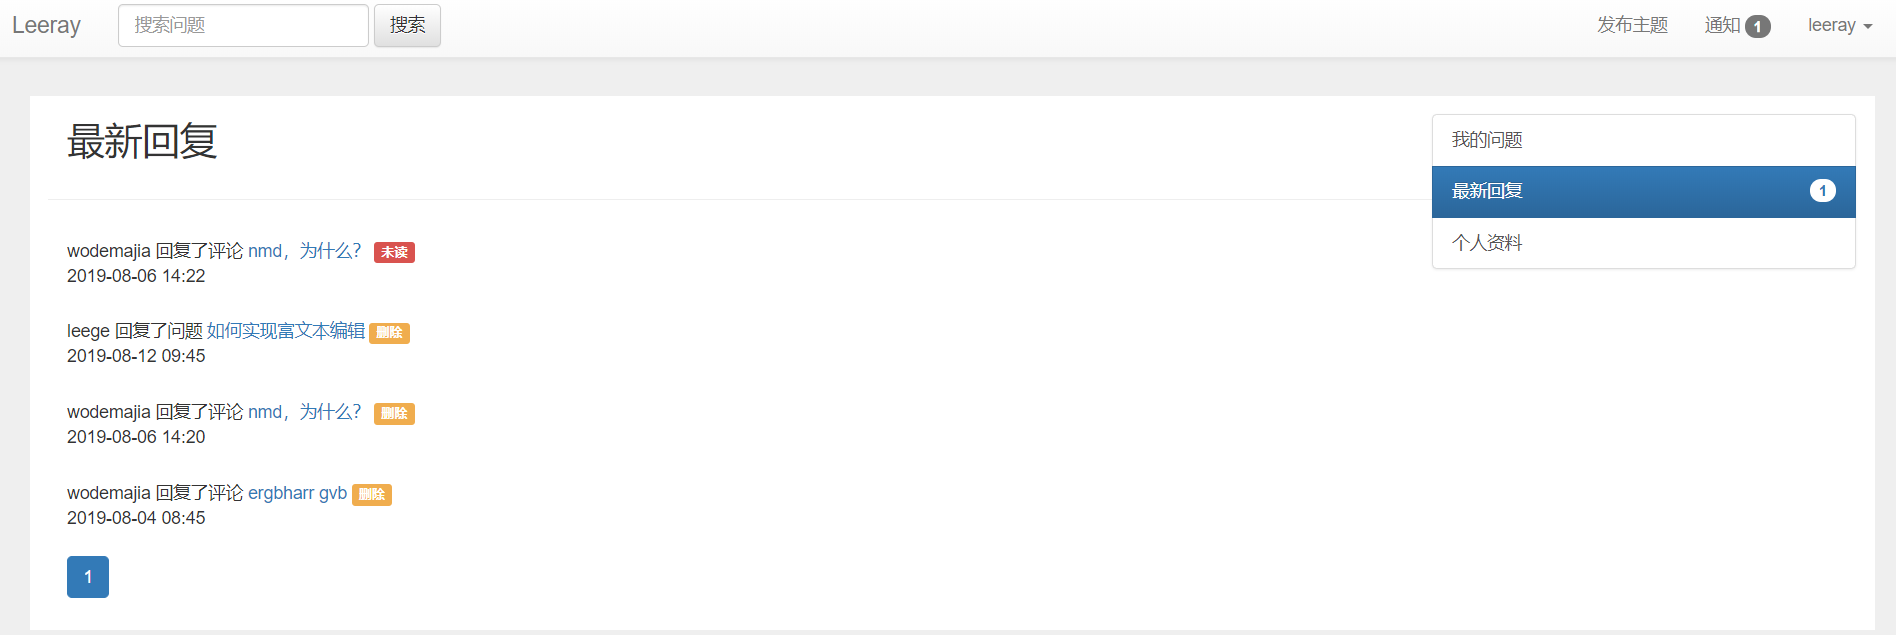 Leeray 搜索问题 搜索 发布主题 通知 1 leeray
最新回复
我的问题
最新回复 1
个人资料
wodemajia 回复了评论 nmd，为什么？ 未读
2019-08-06 14:22
leege 回复了问题 如何实现富文本编辑 删除
2019-08-12 09:45
wodemajia 回复了评论 nmd，为什么？ 删除
2019-08-06 14:20
wodemajia 回复了评论 ergbharr gvb 删除
2019-08-04 08:45
1